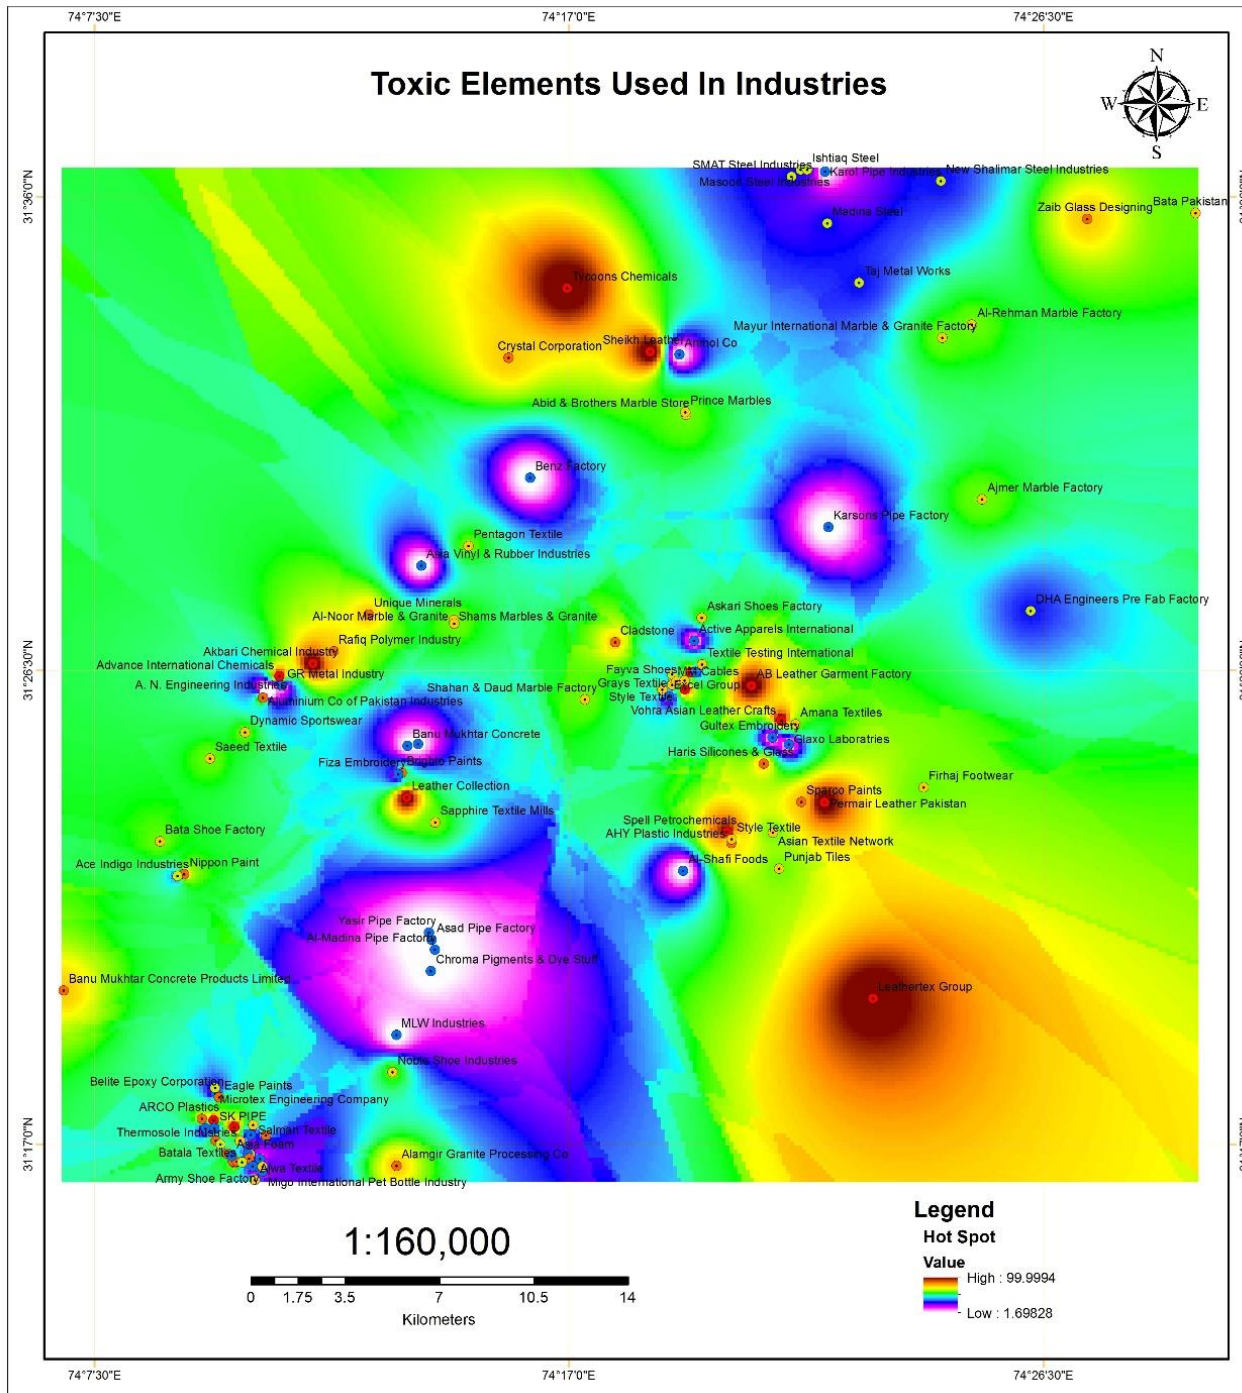 74°7'30"E
74°17'0"E
74°26'30"E
Toxic Elements Used In Industries
N
W
E
S
31°36'0"N
Ishtiaq Steel
SMAT Steel Industries
Karol Pipe Industries
New Shalimar Steel Industries
Masood Steel Industries
Zaib Glass Designing
Bata Pakistan
Madina Steel
Taj Metal Works
Tycoons Chemicals
Al-Rehman Marble Factory
Mayur International Marble & Granite Factory
Sheikh Leather
Anmol Co
Crystal Corporation
Abid & Brothers Marble Store
Prince Marbles
Benz Factory
Ajmer Marble Factory
Karsons Pipe Factory
Pentagon Textile
Asia Vinyl & Rubber Industries
Unique Minerals
DHA Engineers Pre Fab Factory
Al-Noor Marble & Granite
Shams Marbles & Granite
Askari Shoes Factory
Cladstone
Active Apparels International
Rafiq Polymer Industry
Akbari Chemical Industry
Textile Testing International
31°26'30"N
Advance International Chemicals
GR Metal Industry
Fayva Shoes
MM Cables
AB Leather Garment Factory
A. N. Engineering Industries
Shahan & Daud Marble Factory
Grays Textile
Excel Group
Aluminium Co of Pakistan Industries
Style Textile
Vohra Asian Leather Crafts
Amana Textiles
Dynamic Sportswear
Gultex Embroidery
Saeed Textile
Banu Mukhtar Concrete
Glaxo Laboratries
Haris Silicones & Glass
Fiza Embroidery
Brighto Paints
Firhaj Footwear
Leather Collection
Sparco Paints
Permair Leather Pakistan
Sapphire Textile Mills
Spell Petrochemicals
Style Textile
Bata Shoe Factory
AHY Plastic Industries
Asian Textile Network
Ace Indigo Industries
Nippon Paint
Al-Shafi Foods
Punjab Tiles
Yasir Pipe Factory
Asad Pipe Factory
Al-Madina Pipe Factory
Chroma Pigments & Dye Stuff
Banu Mukhtar Concrete Products Limited
Leathertex Group
MLW Industries
Noble Shoe Industries
Belite Epoxy Corporation
Eagle Paints
Microtex Engineering Company
ARCO Plastics
SK PIPE
Thermosole Industries
Salman Textile
31°17'0"N
Asia Foam
Batala Textiles
Alwa Textile
Alamgir Granite Processing Co
Army Shoe Factory
Migo International Pet Bottle Industry
1:160,000
0 1.75 3.5 7 10.5 14
Kilometers
Legend
Hot Spot
Value
High : 99.9994
Low : 1.69828
74°7'30"E
74°17'0"E
74°26'30"E